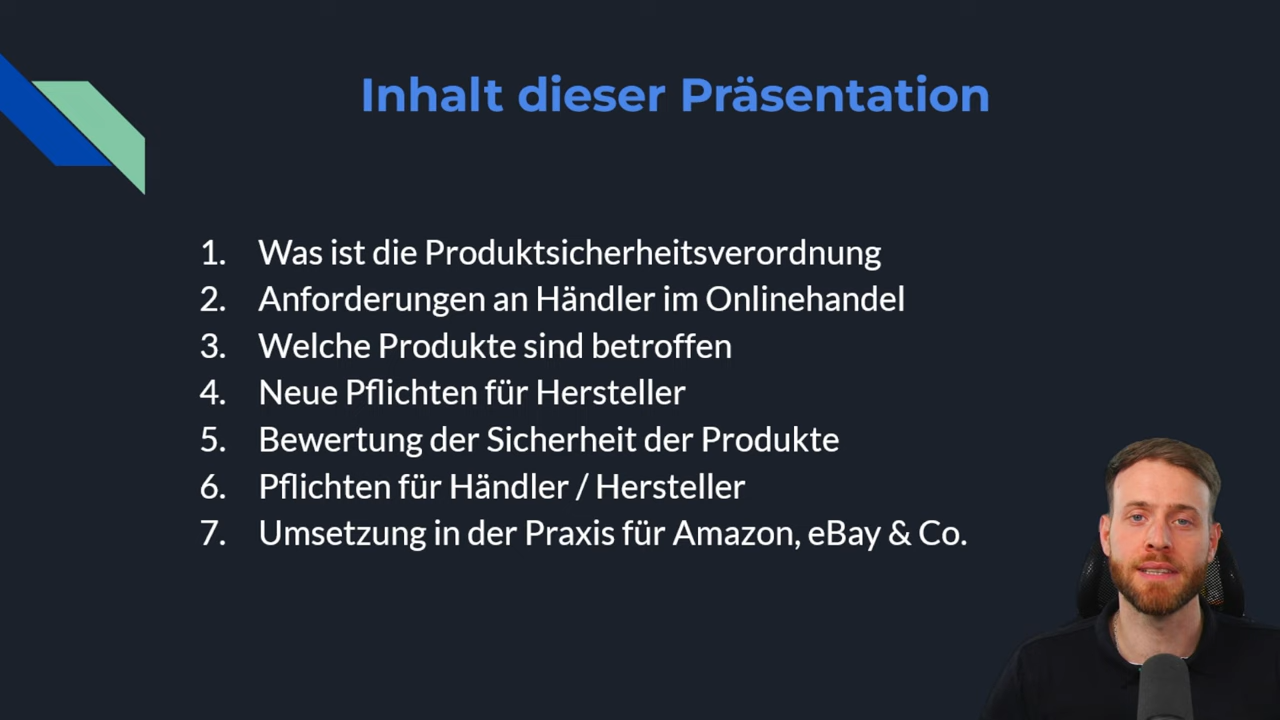 Inhalt dieser Präsentation
1. Was ist die Produktsicherheitsverordnung
2. Anforderungen an Händler im Onlinehandel
3. Welche Produkte sind betroffen
4. Neue Pflichten für Hersteller
5. Bewertung der Sicherheit der Produkte
6. Pflichten für Händler / Hersteller
7. Umsetzung in der Praxis für Amazon, eBay & Co.